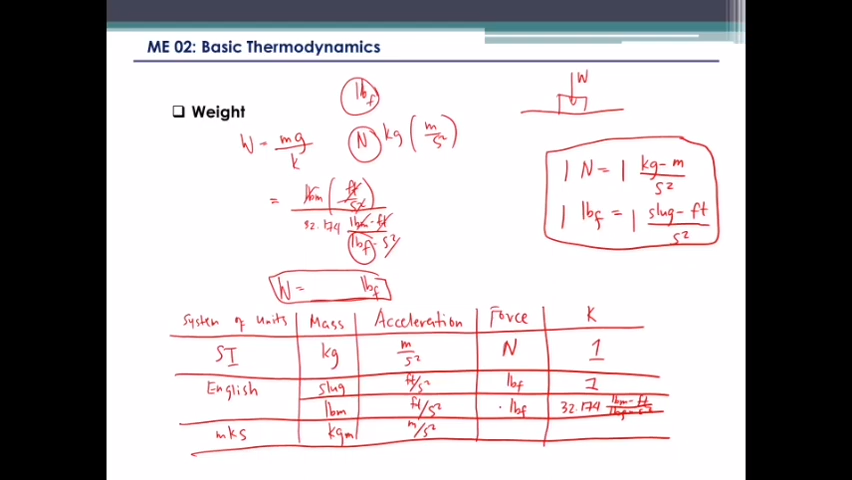 ME 02: Basic Thermodynamics
lbf
W
❑ Weight
W = mg/k N kg (m/s²)
1 N = 1 kg-m/s²
= lbm (ft/s²) / 32.174 lbm-ft/lbf-s²
1 lbf = 1 slug-ft/s²
W = ______ lbf
System of units Mass Acceleration Force K
SI kg m/s² N 1
English slug ft/s² lbf 1
lbm ft/s² lbf 32.174 lbm-ft/lbf-s²
mks kgm m/s²